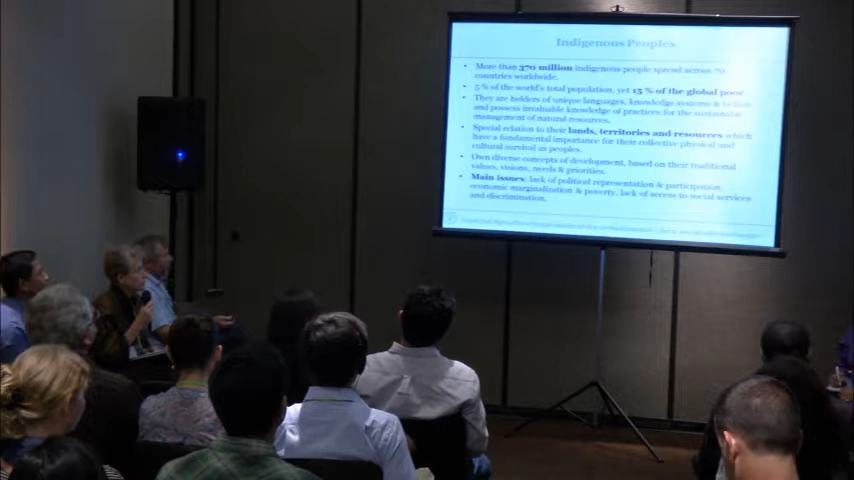 Indigenous Peoples
• More than 370 million indigenous people spread across 70
countries worldwide.
• 5 % of the world's total population, yet 15 % of the global poor
• They are holders of unique languages, knowledge systems &
and possess invaluable knowledge of practices for the sustainable
management of natural resources.
• Special relation to their lands, territories and resources which
have a fundamental importance for their collective physical and
cultural survival as peoples.
• Own diverse concepts of development, based on their traditional
values, visions, needs & priorities.
• Main issues: lack of political representation & participation,
economic marginalization & poverty, lack of access to social services
and discrimination.